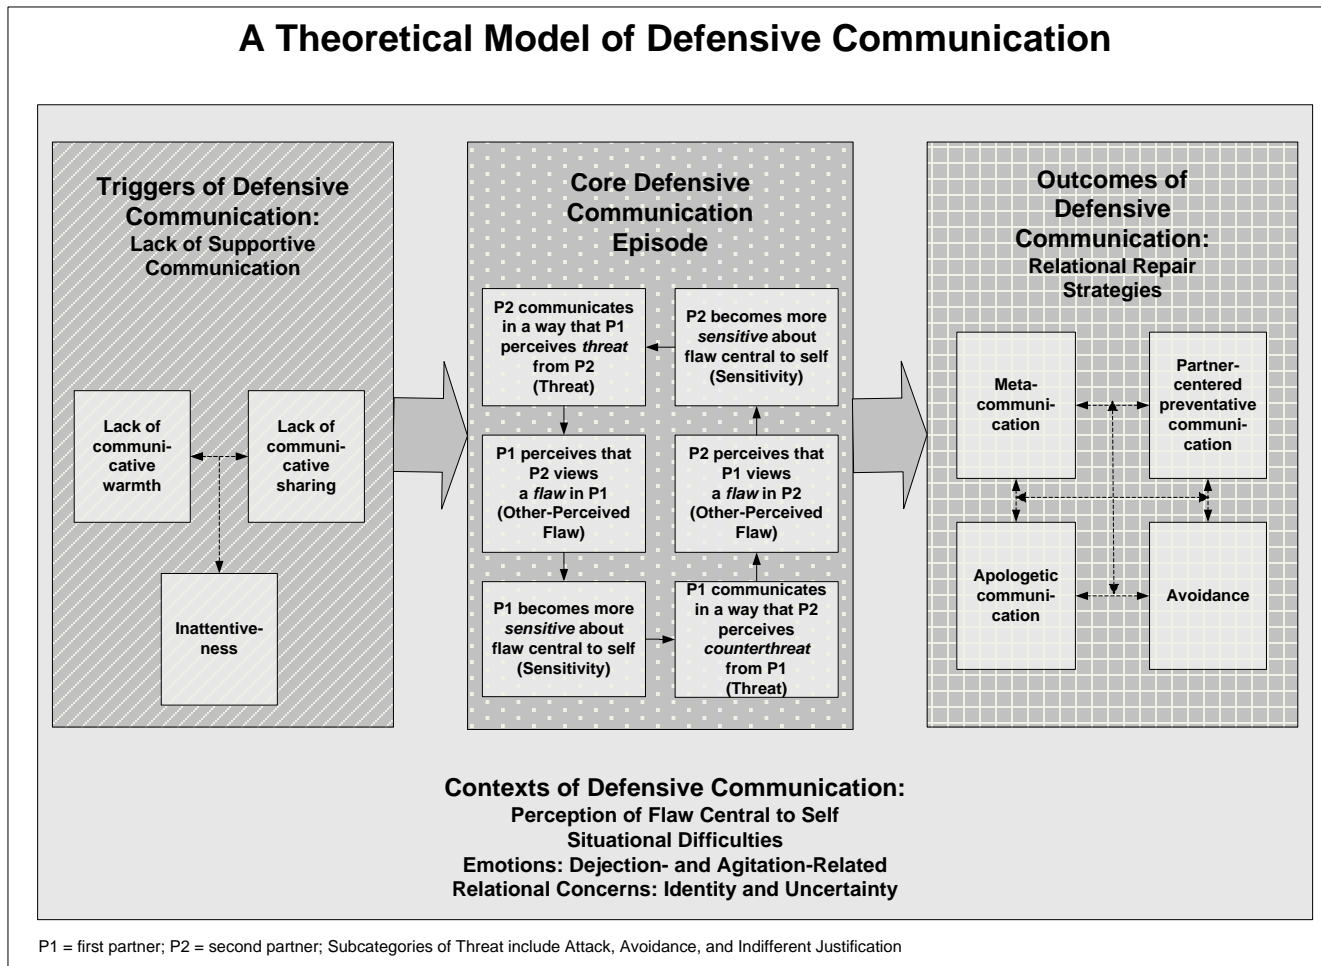 A Theoretical Model of Defensive Communication
Triggers of Defensive
Communication:
Lack of Supportive
Communication
Lack of
communi-
cative
warmth
Lack of
communi-
cative
sharing
Inattentive-
ness
Core Defensive
Communication
Episode
P2 communicates
in a way that P1
perceives threat
from P2
(Threat)
P2 becomes more
sensitive about
flaw central to self
(Sensitivity)
P1 perceives that
P2 views
a flaw in P1
(Other-Perceived
Flaw)
P2 perceives that
P1 views
a flaw in P2
(Other-Perceived
Flaw)
P1 becomes more
sensitive about
flaw central to self
(Sensitivity)
P1 communicates
in a way that P2
perceives
counterthreat
from P1
(Threat)
Outcomes of
Defensive
Communication:
Relational Repair
Strategies
Meta-
communi-
cation
Partner-
centered
preventative
communi-
cation
Apologetic
communi-
cation
Avoidance
Contexts of Defensive Communication:
Perception of Flaw Central to Self
Situational Difficulties
Emotions: Dejection- and Agitation-Related
Relational Concerns: Identity and Uncertainty
P1 = first partner; P2 = second partner; Subcategories of Threat include Attack, Avoidance, and Indifferent Justification